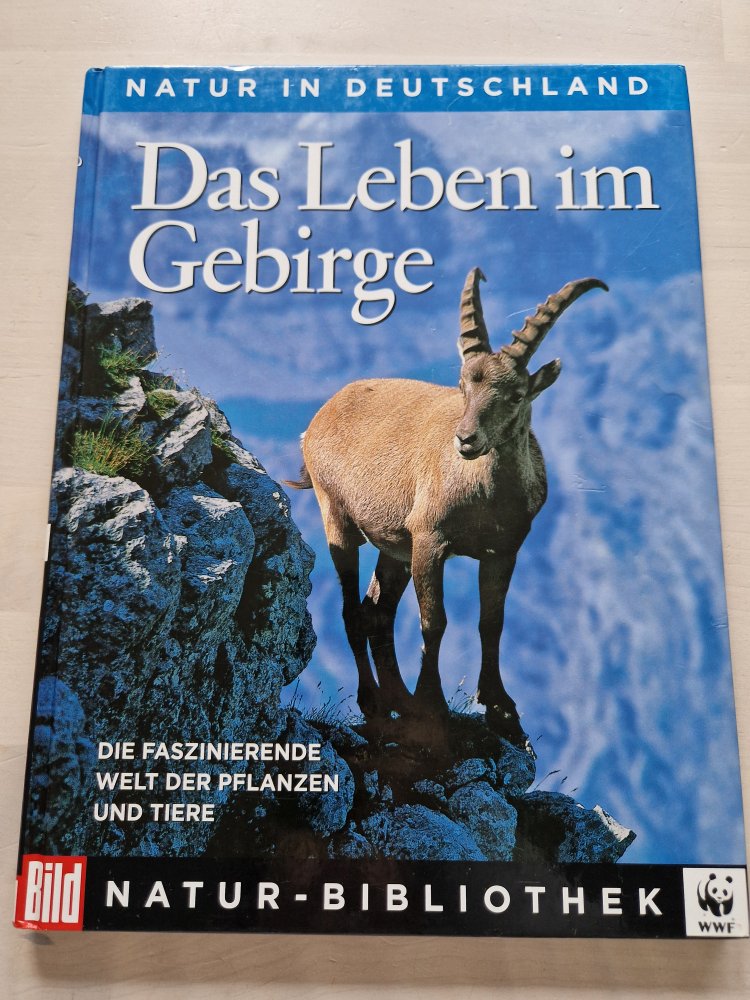 NATUR IN DEUTSCHLAND
Das Leben im
Gebirge
DIE FASZINIERENDE
WELT DER PFLANZEN
UND TIERE
Bild
NATUR-BIBLIOTHEK
WWF